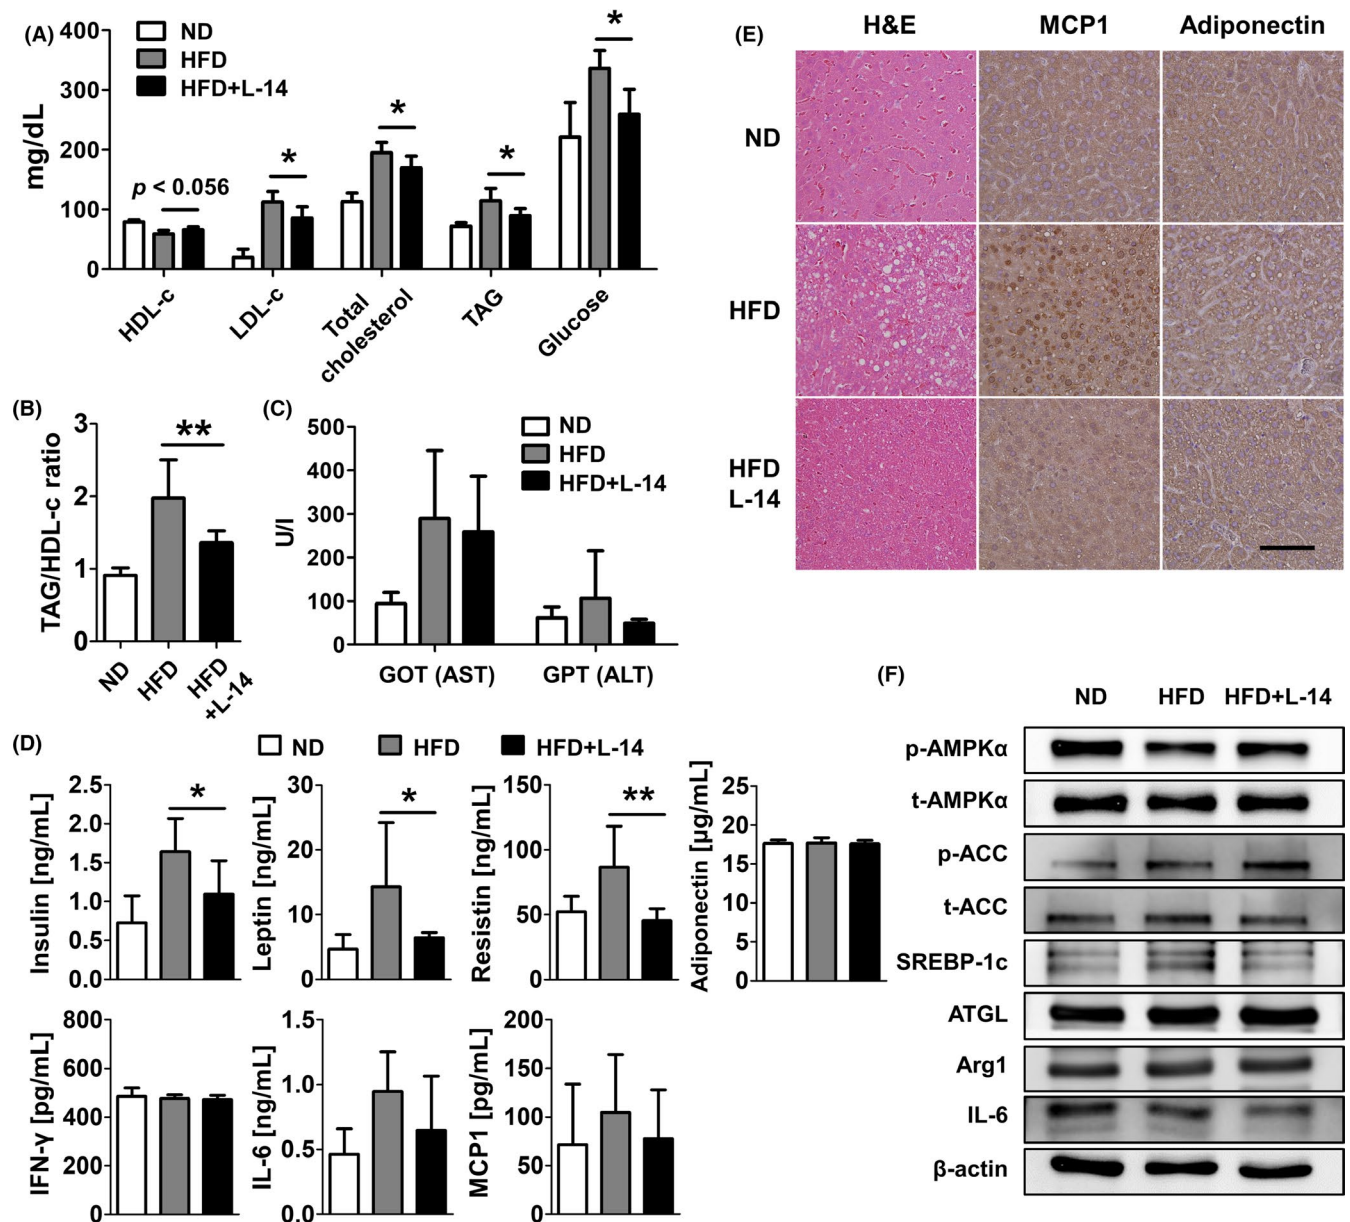 (A)
ND
HFD
HFD+L-14
mg/dL
400
300
200
100
0
p < 0.056
*
*
*
*
HDL-c
LDL-c
Total
cholesterol
TAG
Glucose
(B)
TAG/HDL-c ratio
3
2
1
0
**
ND
HFD
HFD
+L-14
(C)
ND
HFD
HFD+L-14
U/l
500
400
300
200
100
0
GOT (AST)
GPT (ALT)
(D)
ND
HFD
HFD+L-14
Insulin [ng/mL]
2.5
2.0
1.5
1.0
0.5
0.0
*
Leptin [ng/mL]
30
20
10
0
*
Resistin [ng/mL]
150
100
50
0
**
Adiponectin [µg/mL]
25
20
15
10
5
0
IFN-γ [pg/mL]
800
600
400
200
0
IL-6 [ng/mL]
1.5
1.0
0.5
0.0
MCP1 [pg/mL]
200
150
100
50
0
(E)
H&E
MCP1
Adiponectin
ND
HFD
HFD
L-14
(F)
ND
HFD
HFD+L-14
p-AMPKα
t-AMPKα
p-ACC
t-ACC
SREBP-1c
ATGL
Arg1
IL-6
β-actin